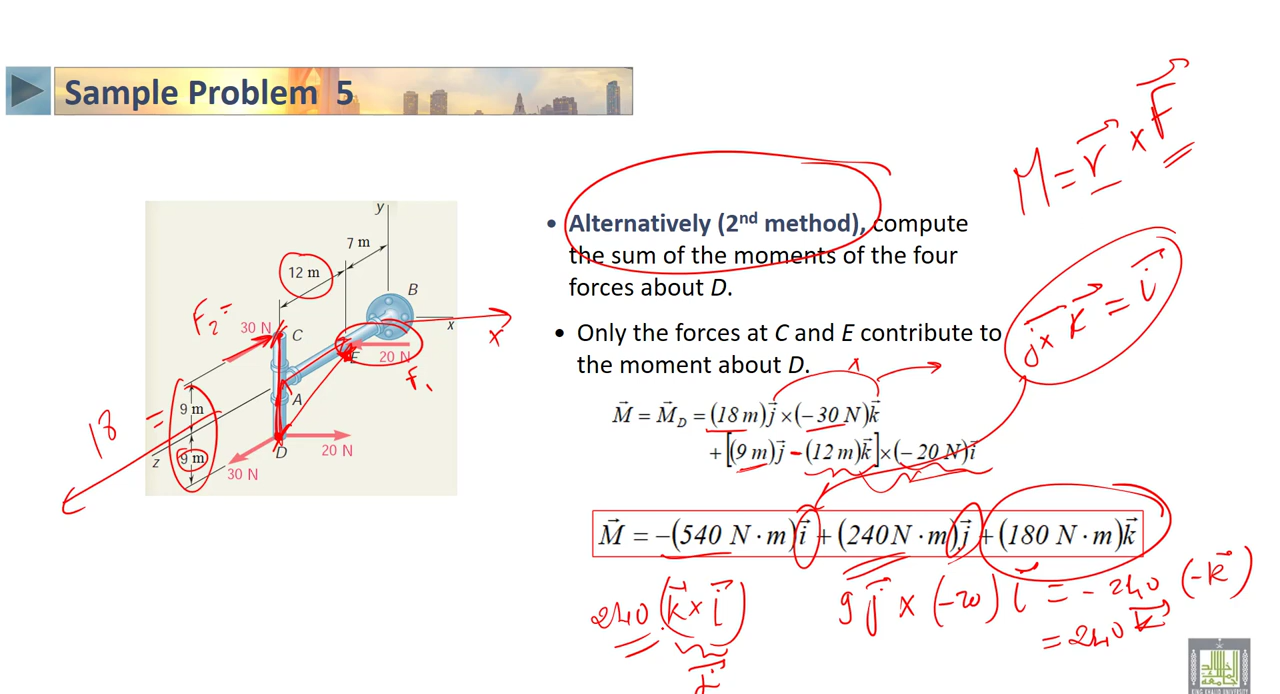 Sample Problem 5
M = r⃗ × F⃗
• Alternatively (2nd method), compute
the sum of the moments of the four
forces about D.
• Only the forces at C and E contribute to
the moment about D.
j⃗ × k⃗ = i⃗
x
M⃗ = M⃗_D = (18 m)j⃗ × (−30 N)k⃗
+ [(9 m)j⃗ − (12 m)k⃗] × (−20 N)i⃗
M⃗ = −(540 N·m)i⃗ + (240N·m)j⃗ + (180 N·m)k⃗
240 (k⃗ × i⃗)
j⃗
9 j⃗ × (−20) i⃗ = −240 (−k⃗)
= 240 k⃗
y
7 m
12 m
B
F₂=
30 N
C
x
x
E
20 N
F₁
9 m
A
18 =
9 m
z
D
20 N
30 N